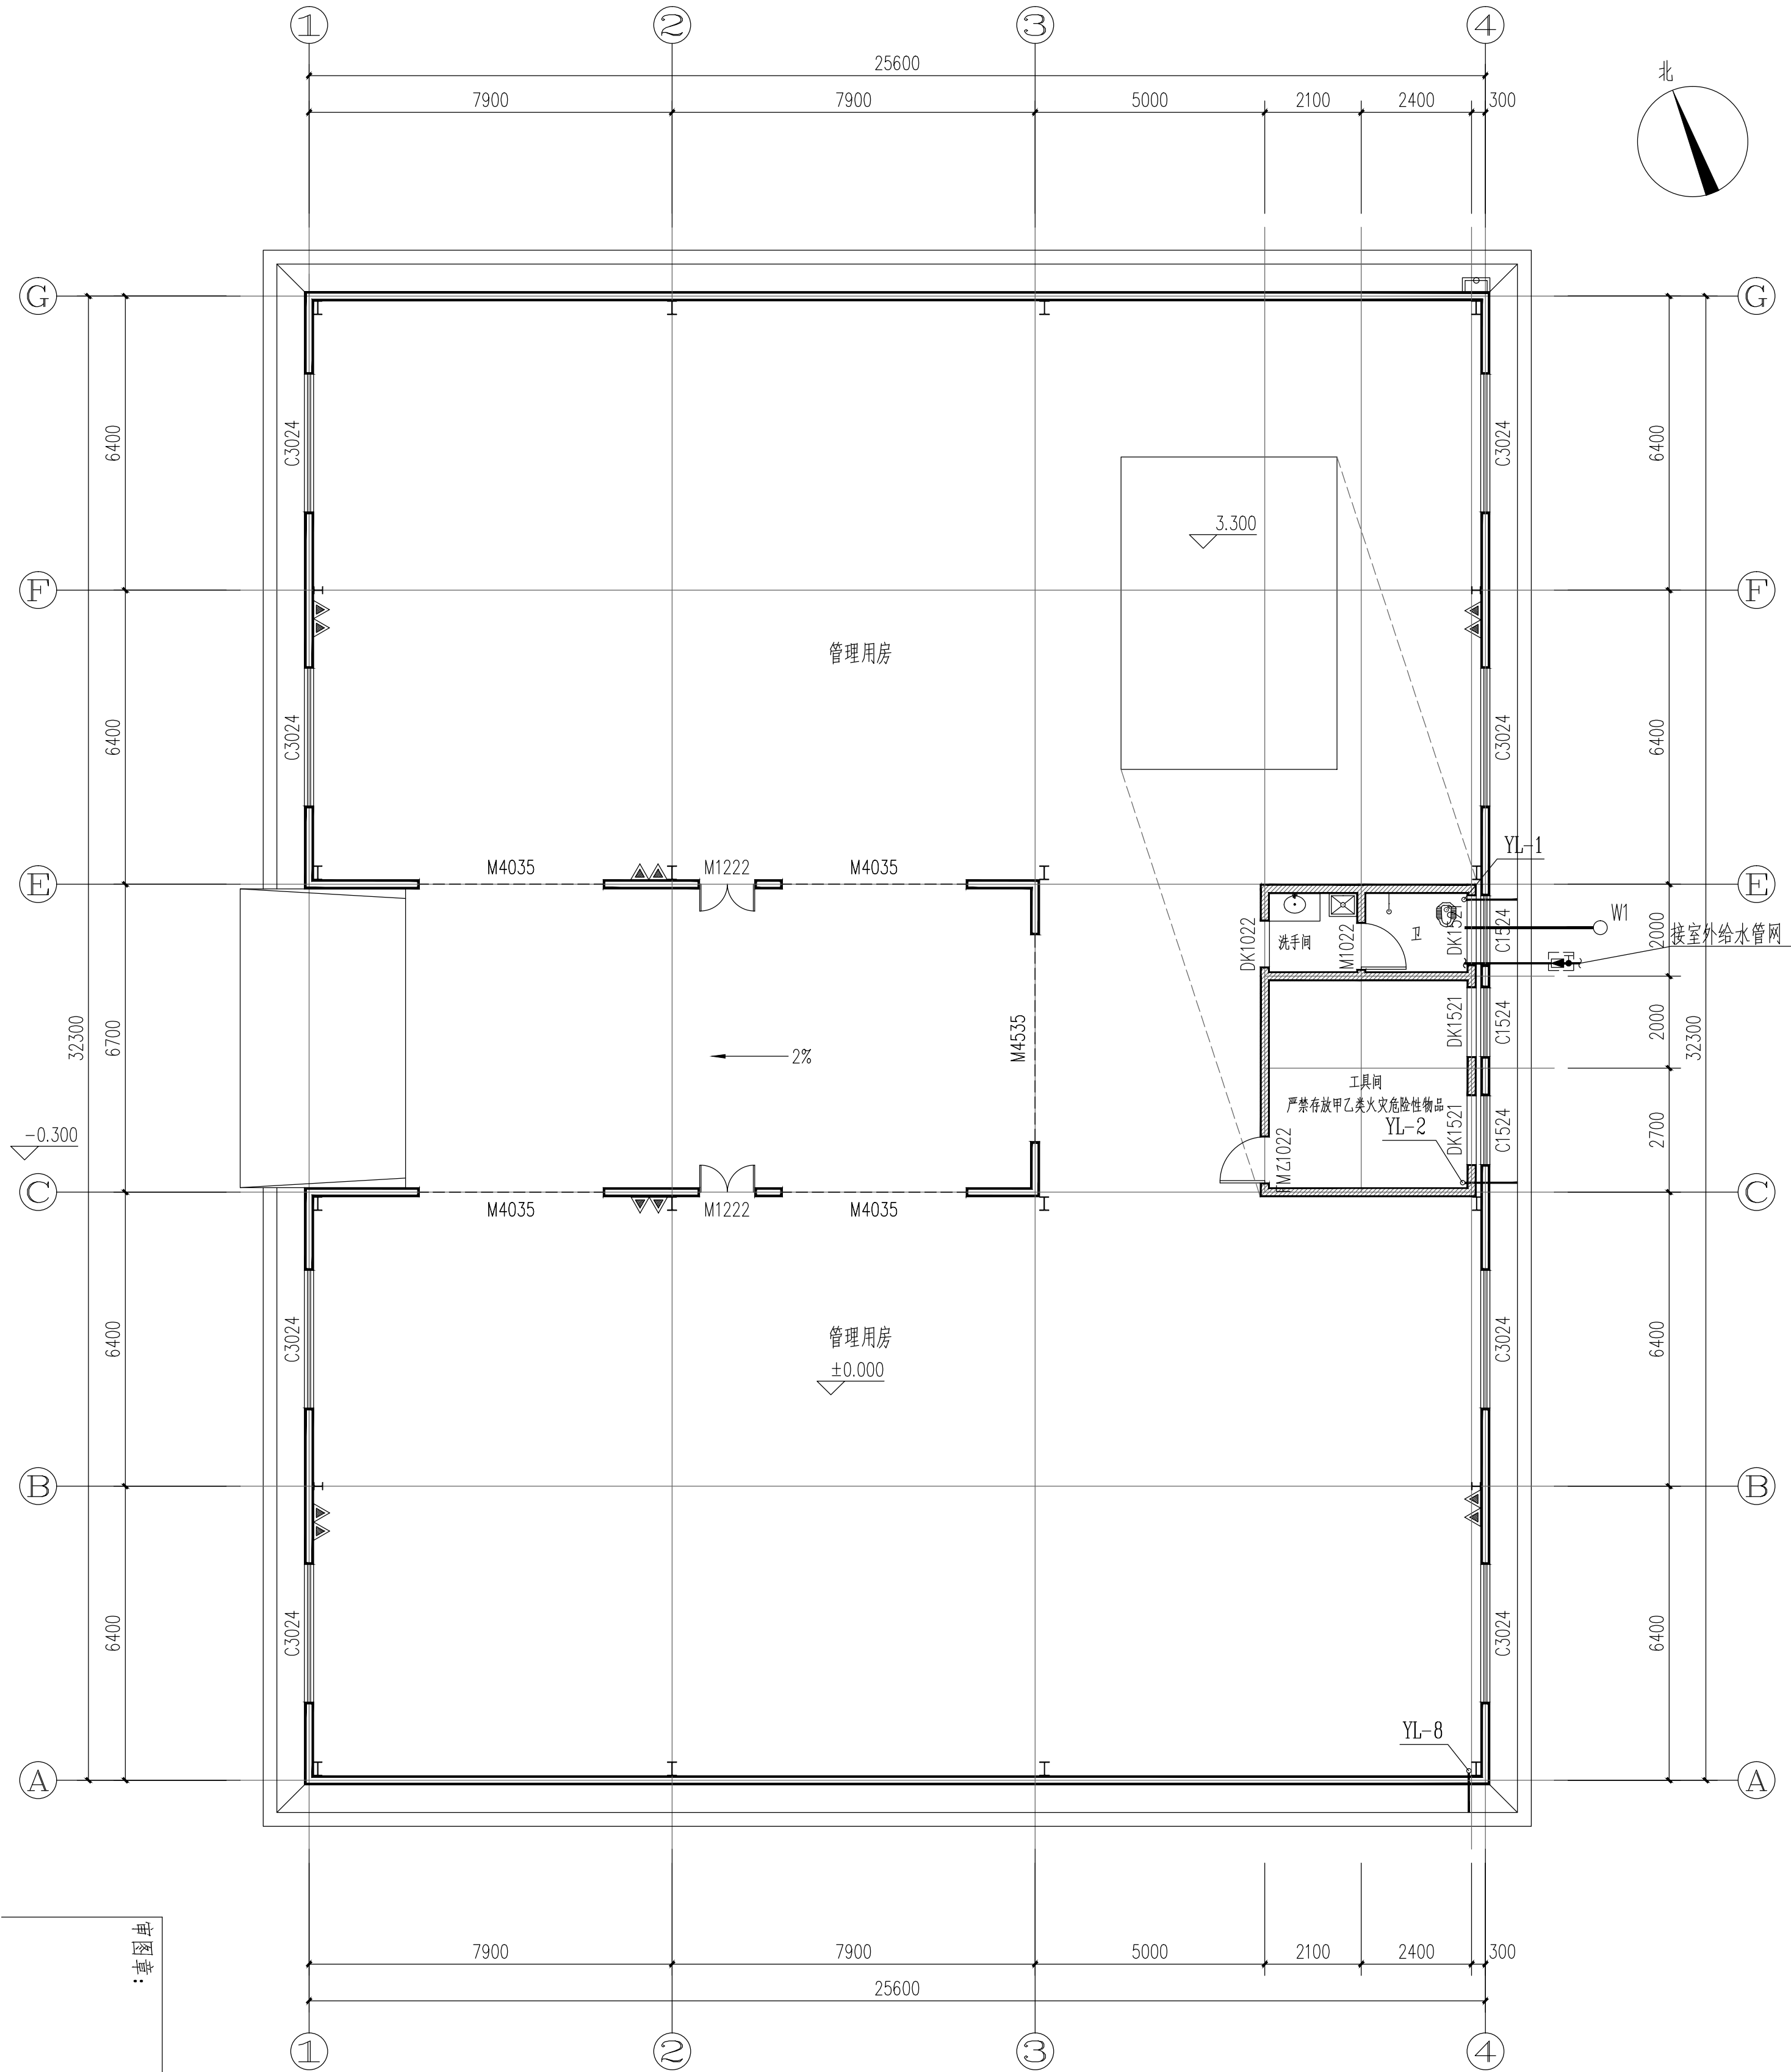 1
2
3
4
25600
7900
7900
5000
2100
2400
300
北
G
G
6400
C3024
C3024
6400
3.300
F
F
管理用房
6400
C3024
C3024
6400
YL-1
M4035
M1222
M4035
E
E
DK1022
洗手间
M1022
卫
DK1521
C1524
2000
W1
接室外给水管网
32300
6700
M4535
DK1521
C1524
2000
32300
2%
工具间
严禁存放甲乙类火灾危险性物品
YL-2
DK1521
C1524
2700
-0.300
FMZ1022
C
C
M4035
M1222
M4035
管理用房
±0.000
6400
C3024
C3024
6400
B
B
6400
C3024
C3024
6400
YL-8
A
A
审图章:
7900
7900
5000
2100
2400
300
25600
1
2
3
4